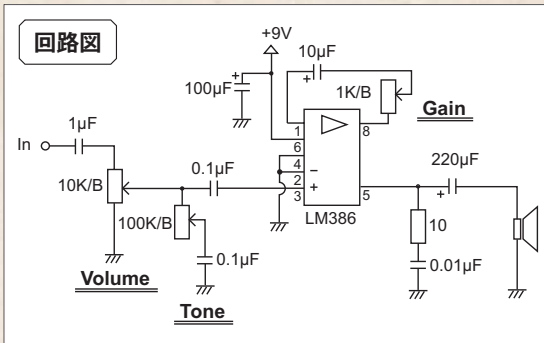 回路図
+9V
10μF
100μF
+
+
1K/B
Gain
1μF
In
1
6
4
2
3
8
5
−
+
LM386
0.1μF
220μF
+
10K/B
100K/B
10
0.1μF
0.01μF
Volume
Tone